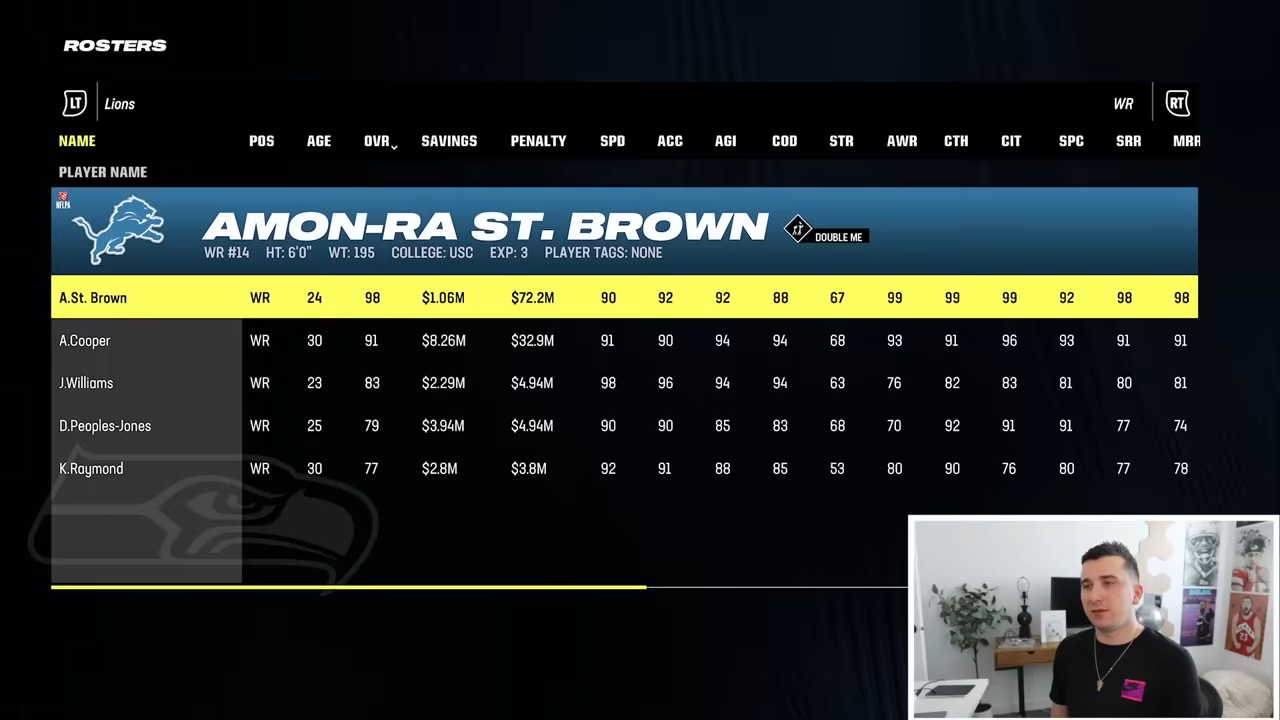 ROSTERS
LT Lions WR RT
NAME POS AGE OVR SAVINGS PENALTY SPD ACC AGI COD STR AWR CTH CIT SPC SRR MRR
PLAYER NAME
NFLPA
AMON-RA ST. BROWN DOUBLE ME
WR #14 HT: 6'0" WT: 195 COLLEGE: USC EXP: 3 PLAYER TAGS: NONE
A.St. Brown WR 24 98 $1.06M $72.2M 90 92 92 88 67 99 99 99 92 98 98
A.Cooper WR 30 91 $8.26M $32.9M 91 90 94 94 68 93 91 96 93 91 91
J.Williams WR 23 83 $2.29M $4.94M 98 96 94 94 63 76 82 83 81 80 81
D.Peoples-Jones WR 25 79 $3.94M $4.94M 90 90 85 83 68 70 92 91 91 77 74
K.Raymond WR 30 77 $2.8M $3.8M 92 91 88 85 53 80 90 76 80 77 78